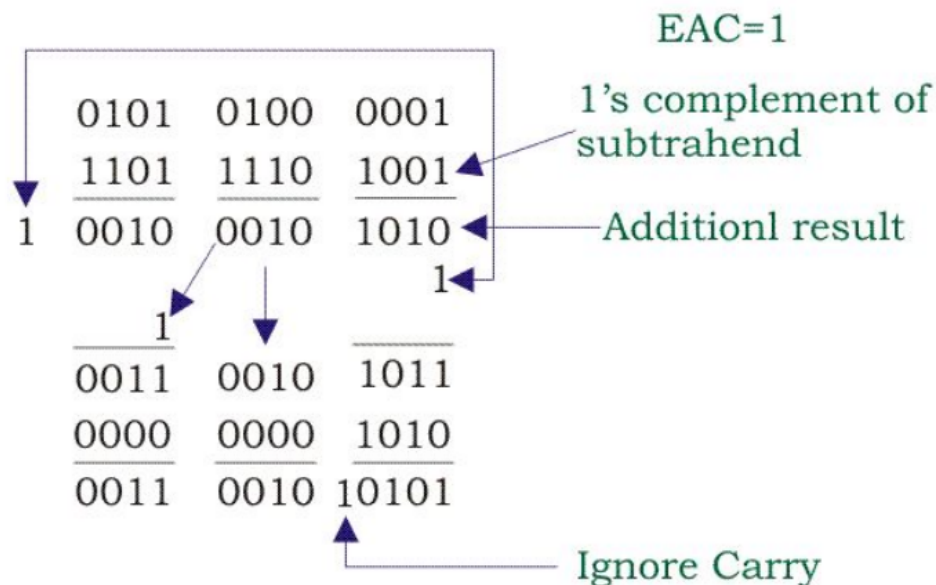 EAC=1
0101 0100 0001
1's complement of
subtrahend
1101 1110 1001
1 0010 0010 1010
Additionl result
1
1
0011 0010 1011
0000 0000 1010
0011 0010 10101
Ignore Carry